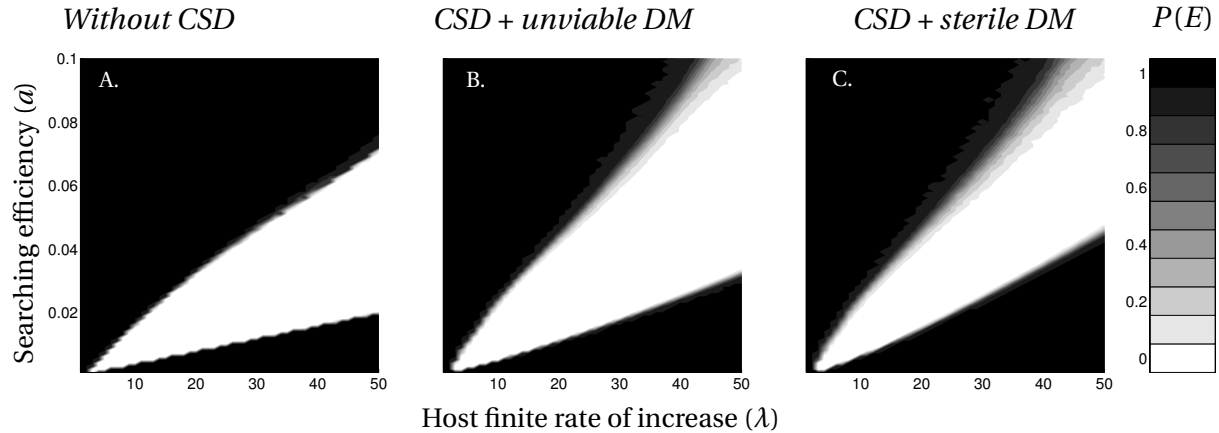 Without CSD
CSD + unviable DM
CSD + sterile DM
P(E)
Searching efficiency (a)
0.1
0.08
0.06
0.04
0.02
A.
B.
C.
10 20 30 40 50
10 20 30 40 50
10 20 30 40 50
1
0.8
0.6
0.4
0.2
0
Host finite rate of increase (λ)